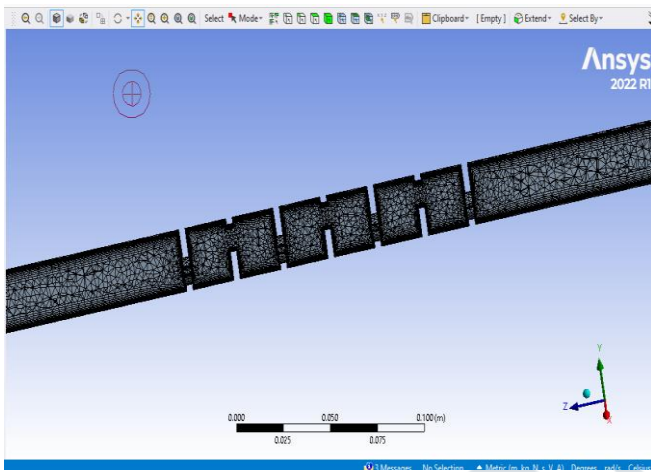 Select Mode Clipboard [ Empty ] Extend Select By
Ansys
2022 R1
0.000 0.050 0.100 (m)
0.025 0.075
Y
Z
X
3 Messages No Selection Metric (m, kg, N, s, V, A) Degrees rad/s Celsius